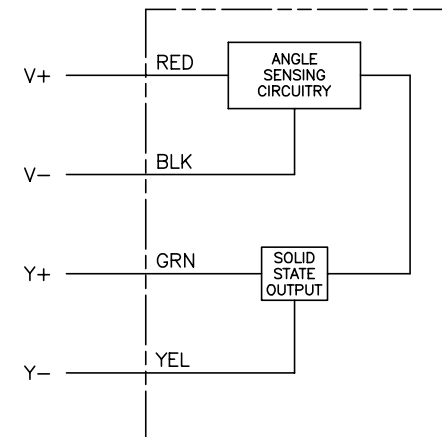 V+
RED
ANGLE
SENSING
CIRCUITRY
V-
BLK
Y+
GRN
SOLID
STATE
OUTPUT
Y-
YEL